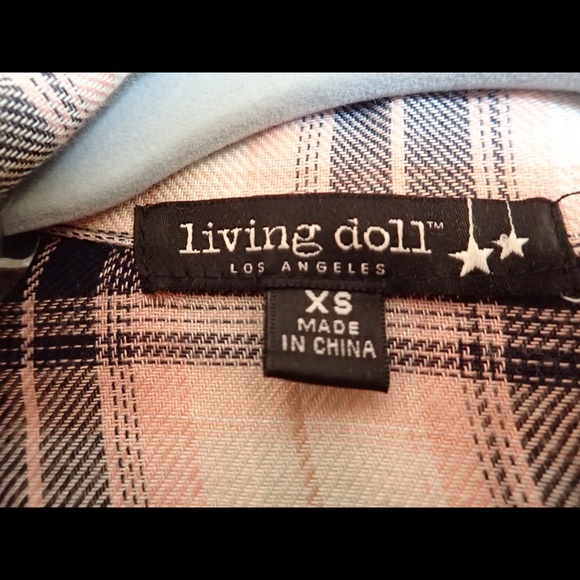 living doll™
LOS ANGELES
XS
MADE
IN CHINA